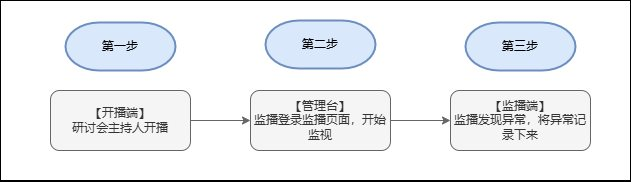 第一步
第二步
第三步
【开播端】
研讨会主持人开播
【管理台】
监播登录监播页面，开始
监视
【监播端】
监播发现异常，将异常记
录下来